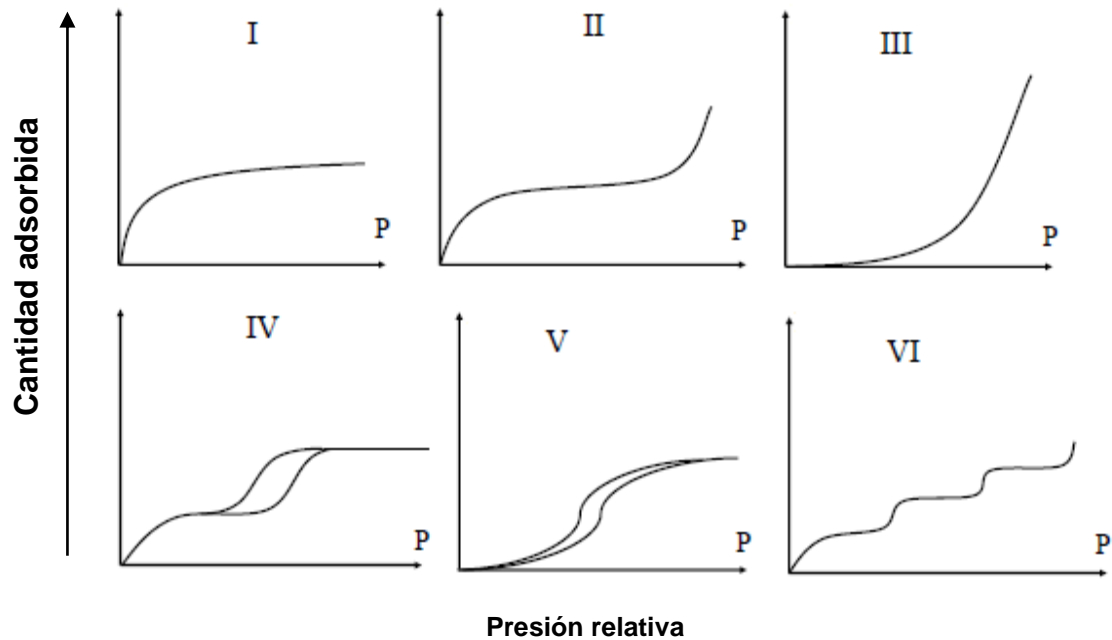 Cantidad adsorbida
I
II
III
P
P
P
IV
V
VI
P
P
P
Presión relativa